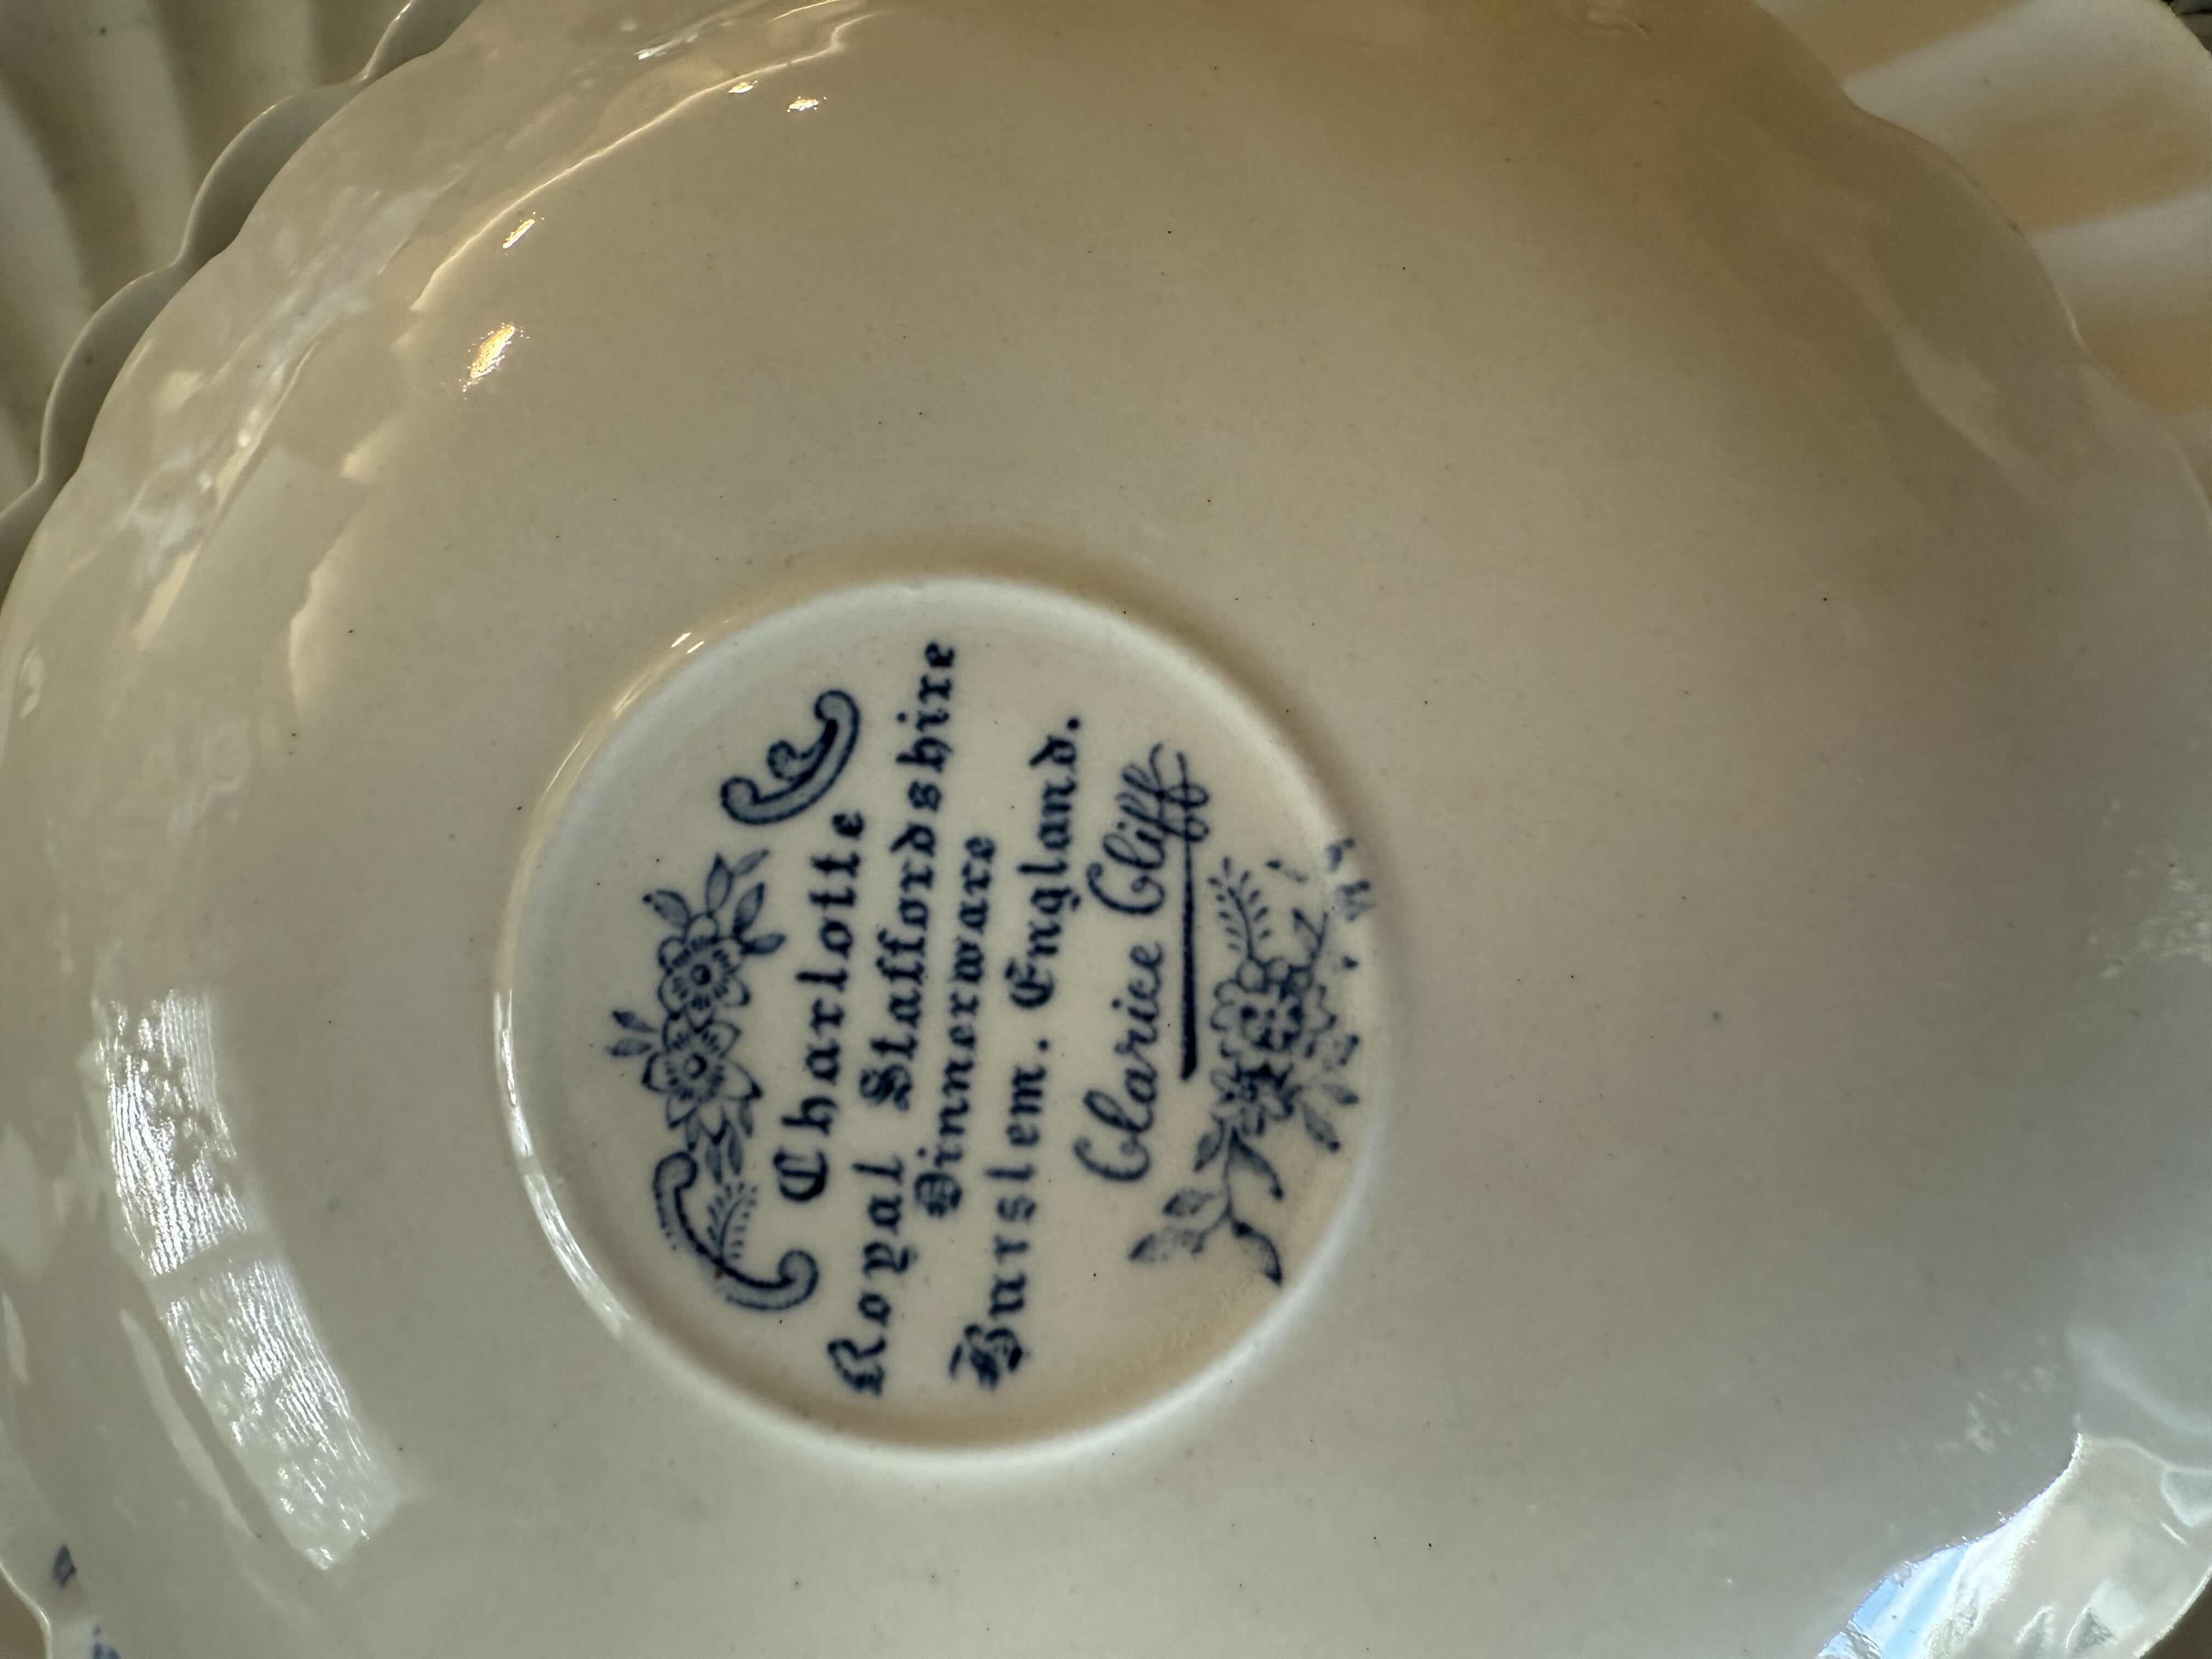 Charlotte
Royal Staffordshire
Dinnerware
Burslem. England.
Clarice Cliff